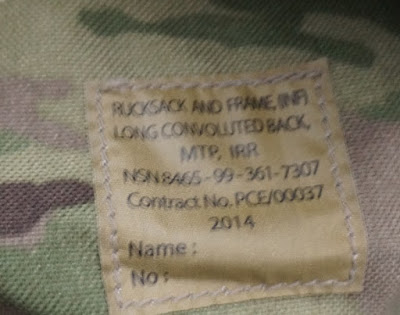 RUCKSACK AND FRAME, (INF)
LONG CONVOLUTED BACK,
MTP, IRR
NSN 8465-99-361-7307
Contract No. PCE/00037
2014
Name :
No :